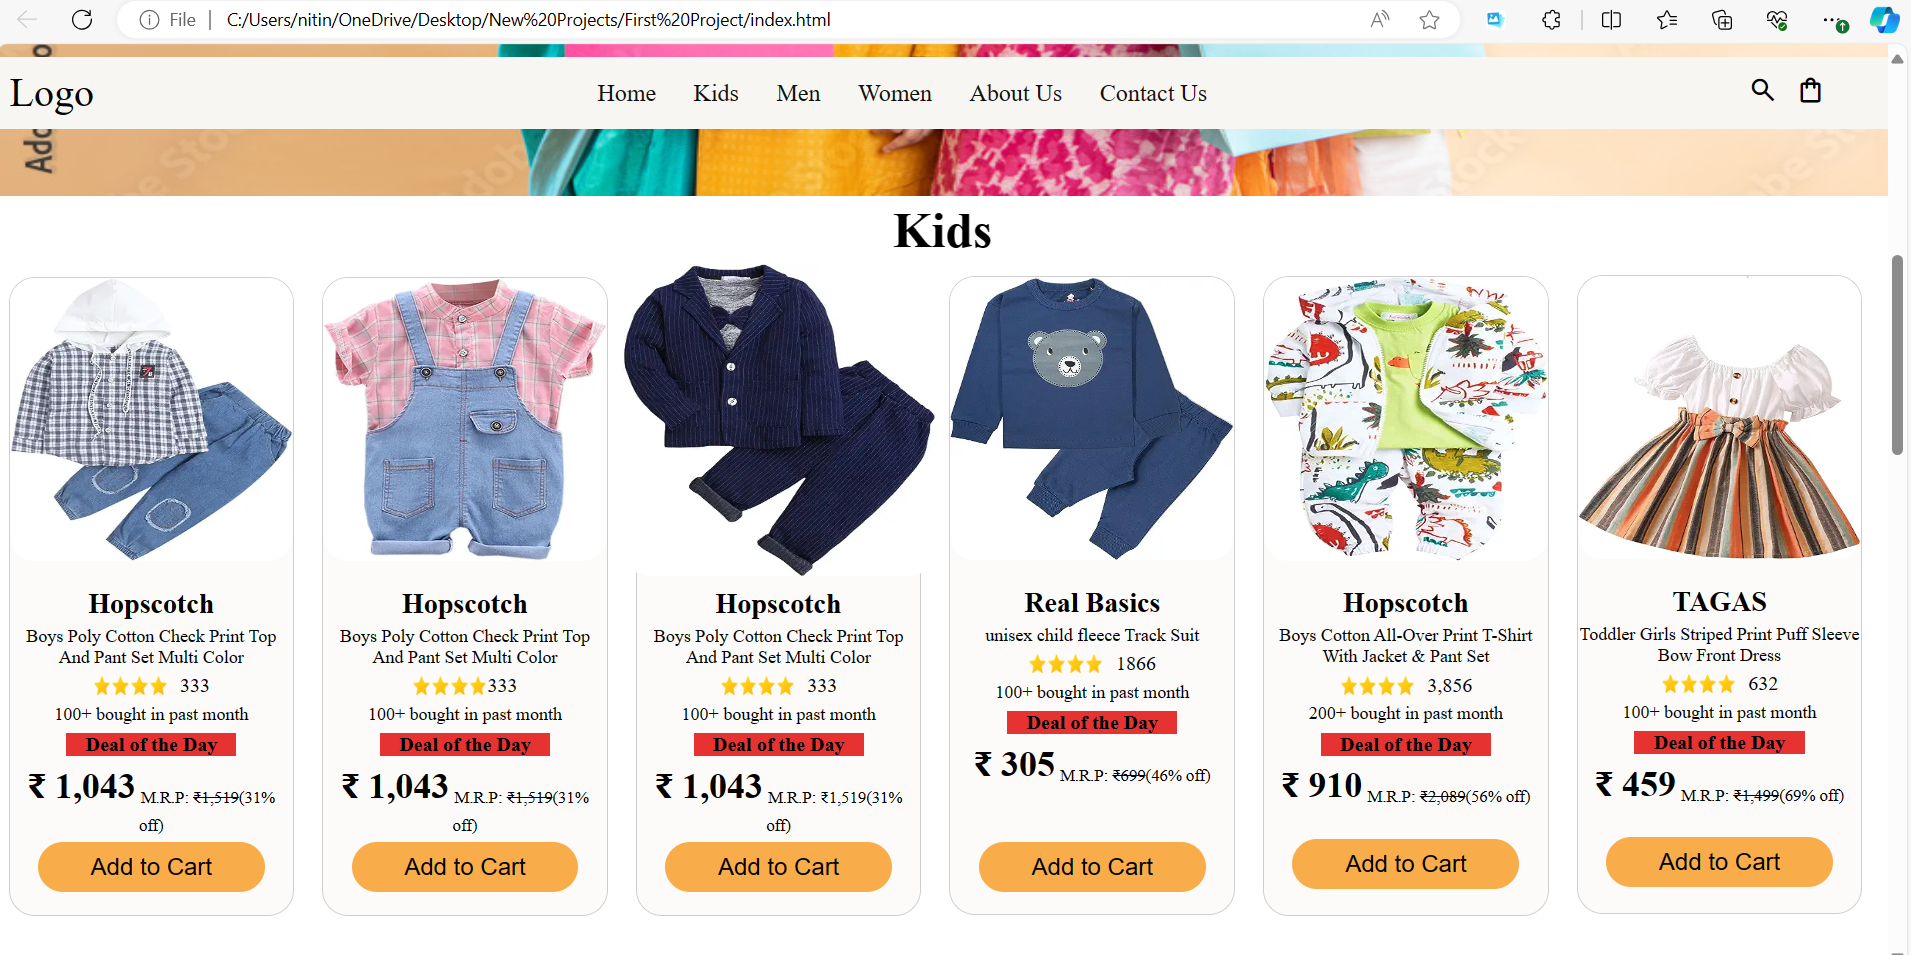 File | C:/Users/nitin/OneDrive/Desktop/New%20Projects/First%20Project/index.html
Logo
Home Kids Men Women About Us Contact Us
Kids
Hopscotch
Boys Poly Cotton Check Print Top
And Pant Set Multi Color
333
100+ bought in past month
Deal of the Day
₹ 1,043 M.R.P: ₹1,519(31%
off)
Add to Cart
Hopscotch
Boys Poly Cotton Check Print Top
And Pant Set Multi Color
333
100+ bought in past month
Deal of the Day
₹ 1,043 M.R.P: ₹1,519(31%
off)
Add to Cart
Hopscotch
Boys Poly Cotton Check Print Top
And Pant Set Multi Color
333
100+ bought in past month
Deal of the Day
₹ 1,043 M.R.P: ₹1,519(31%
off)
Add to Cart
Real Basics
unisex child fleece Track Suit
1866
100+ bought in past month
Deal of the Day
₹ 305 M.R.P: ₹699(46% off)
Add to Cart
Hopscotch
Boys Cotton All-Over Print T-Shirt
With Jacket & Pant Set
3,856
200+ bought in past month
Deal of the Day
₹ 910 M.R.P: ₹2,089(56% off)
Add to Cart
TAGAS
Toddler Girls Striped Print Puff Sleeve
Bow Front Dress
632
100+ bought in past month
Deal of the Day
₹ 459 M.R.P: ₹1,499(69% off)
Add to Cart